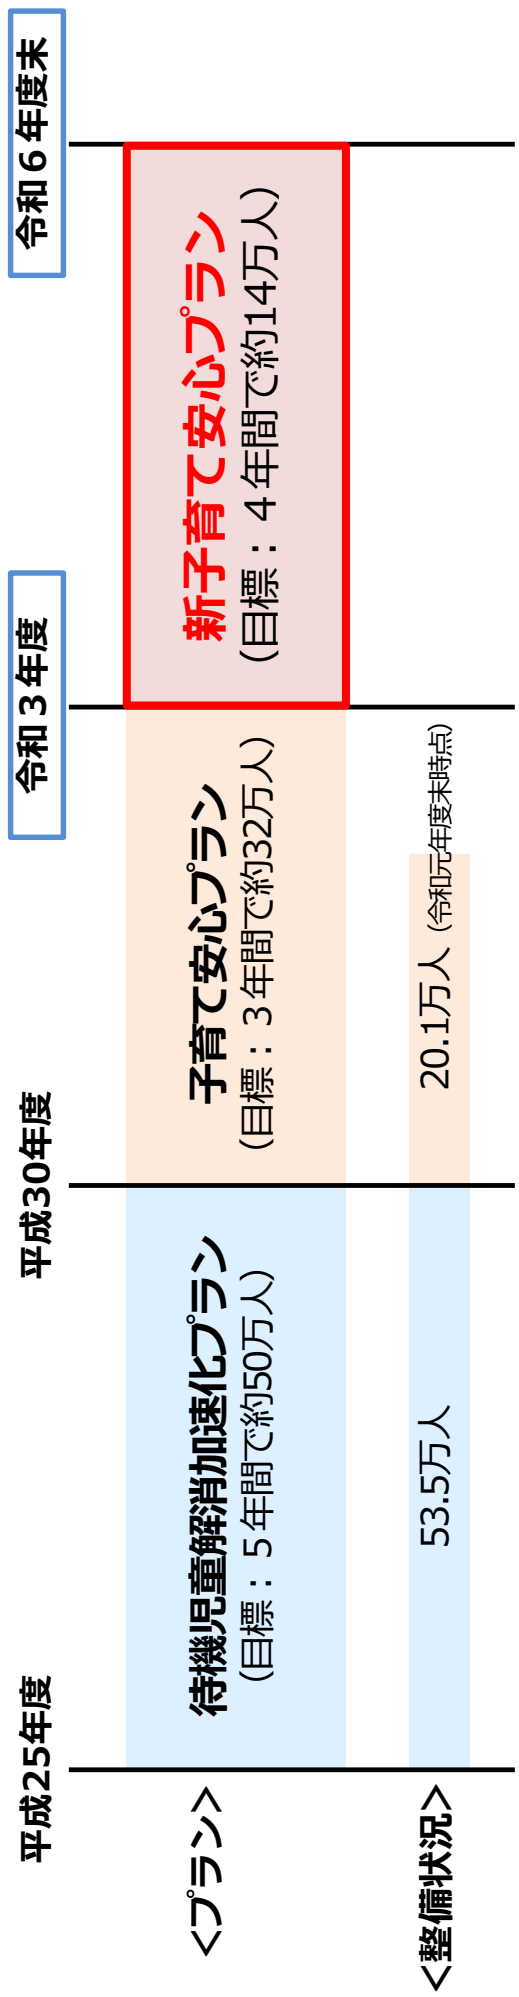 平成25年度
平成30年度
令和３年度
令和６年度末
＜プラン＞
待機児童解消加速化プラン
（目標：５年間で約50万人）
子育て安心プラン
（目標：３年間で約32万人）
新子育て安心プラン
（目標：４年間で約14万人）
＜整備状況＞
53.5万人
20.1万人（令和元年度末時点）